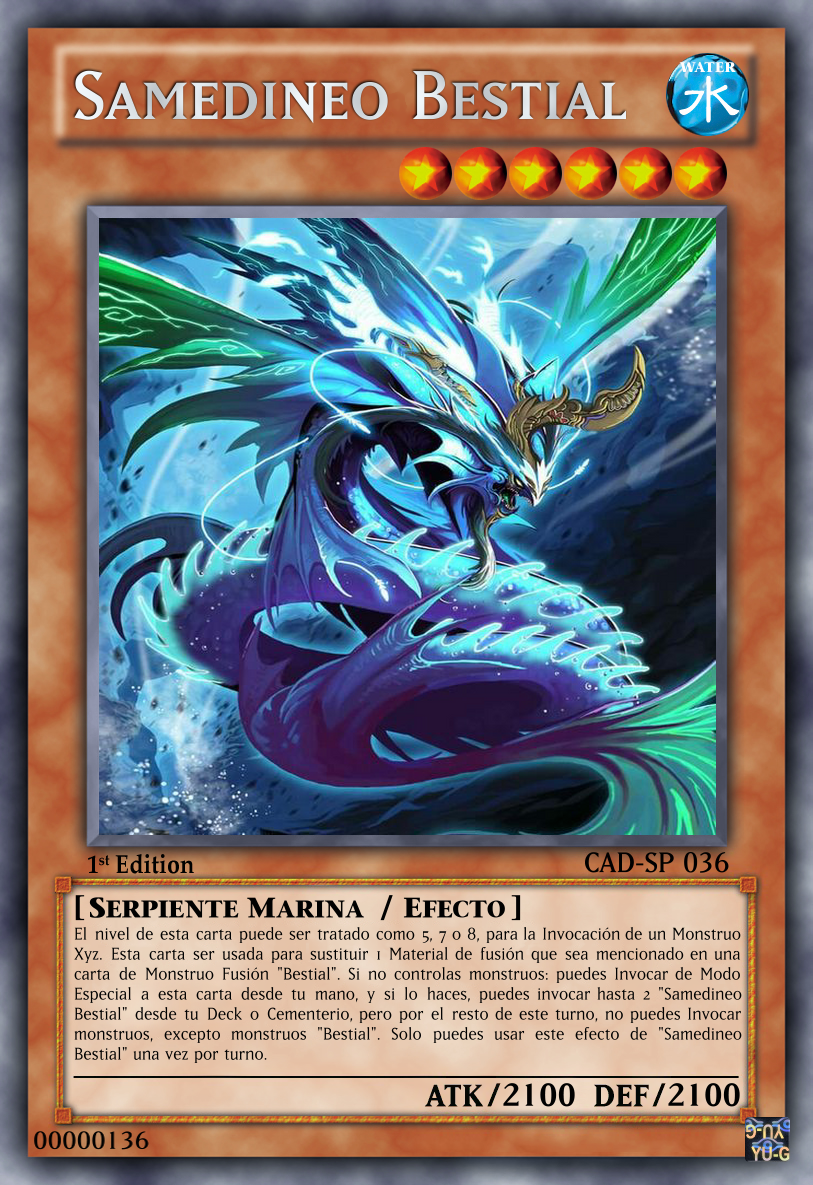 Samedineo Bestial
WATER
水
1st Edition
CAD-SP 036
[ Serpiente Marina / Efecto ]
El nivel de esta carta puede ser tratado como 5, 7 o 8, para la Invocación de un Monstruo
Xyz. Esta carta ser usada para sustituir 1 Material de fusión que sea mencionado en una
carta de Monstruo Fusión "Bestial". Si no controlas monstruos: puedes Invocar de Modo
Especial a esta carta desde tu mano, y si lo haces, puedes invocar hasta 2 "Samedineo
Bestial" desde tu Deck o Cementerio, pero por el resto de este turno, no puedes Invocar
monstruos, excepto monstruos "Bestial". Solo puedes usar este efecto de "Samedineo
Bestial" una vez por turno.
ATK/2100 DEF/2100
00000136
YU-G
YU-G